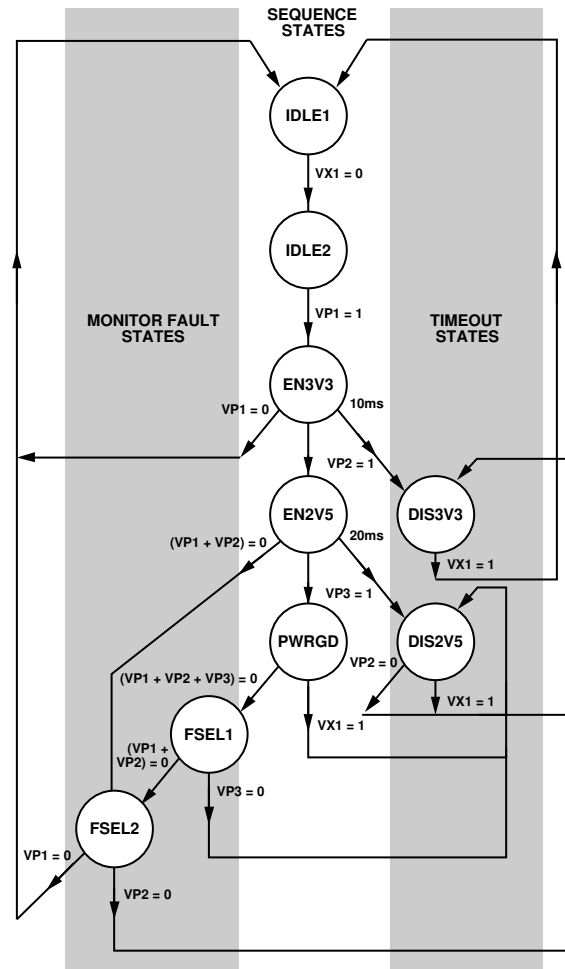 SEQUENCE
STATES
IDLE1
VX1 = 0
IDLE2
VP1 = 1
MONITOR FAULT
STATES
TIMEOUT
STATES
EN3V3
10ms
VP1 = 0
VP2 = 1
EN2V5
DIS3V3
(VP1 + VP2) = 0
20ms
VX1 = 1
VP3 = 1
PWRGD
DIS2V5
VP2 = 0
(VP1 + VP2 + VP3) = 0
VX1 = 1
FSEL1
VX1 = 1
(VP1 +
VP2) = 0
VP3 = 0
FSEL2
VP1 = 0
VP2 = 0